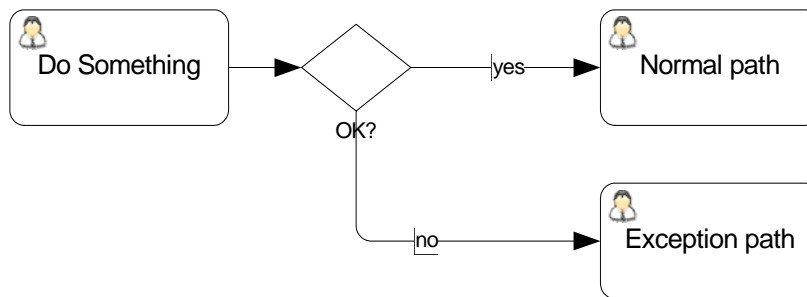 Do Something
yes
Normal path
OK?
no
Exception path